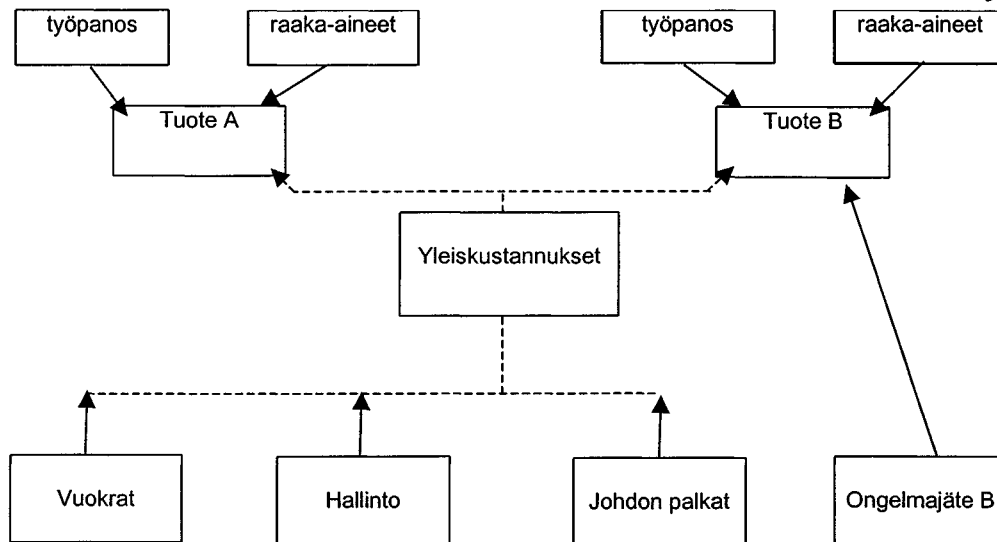 työpanos
raaka-aineet
työpanos
raaka-aineet
Tuote A
Tuote B
Yleiskustannukset
Vuokrat
Hallinto
Johdon palkat
Ongelmajäte B